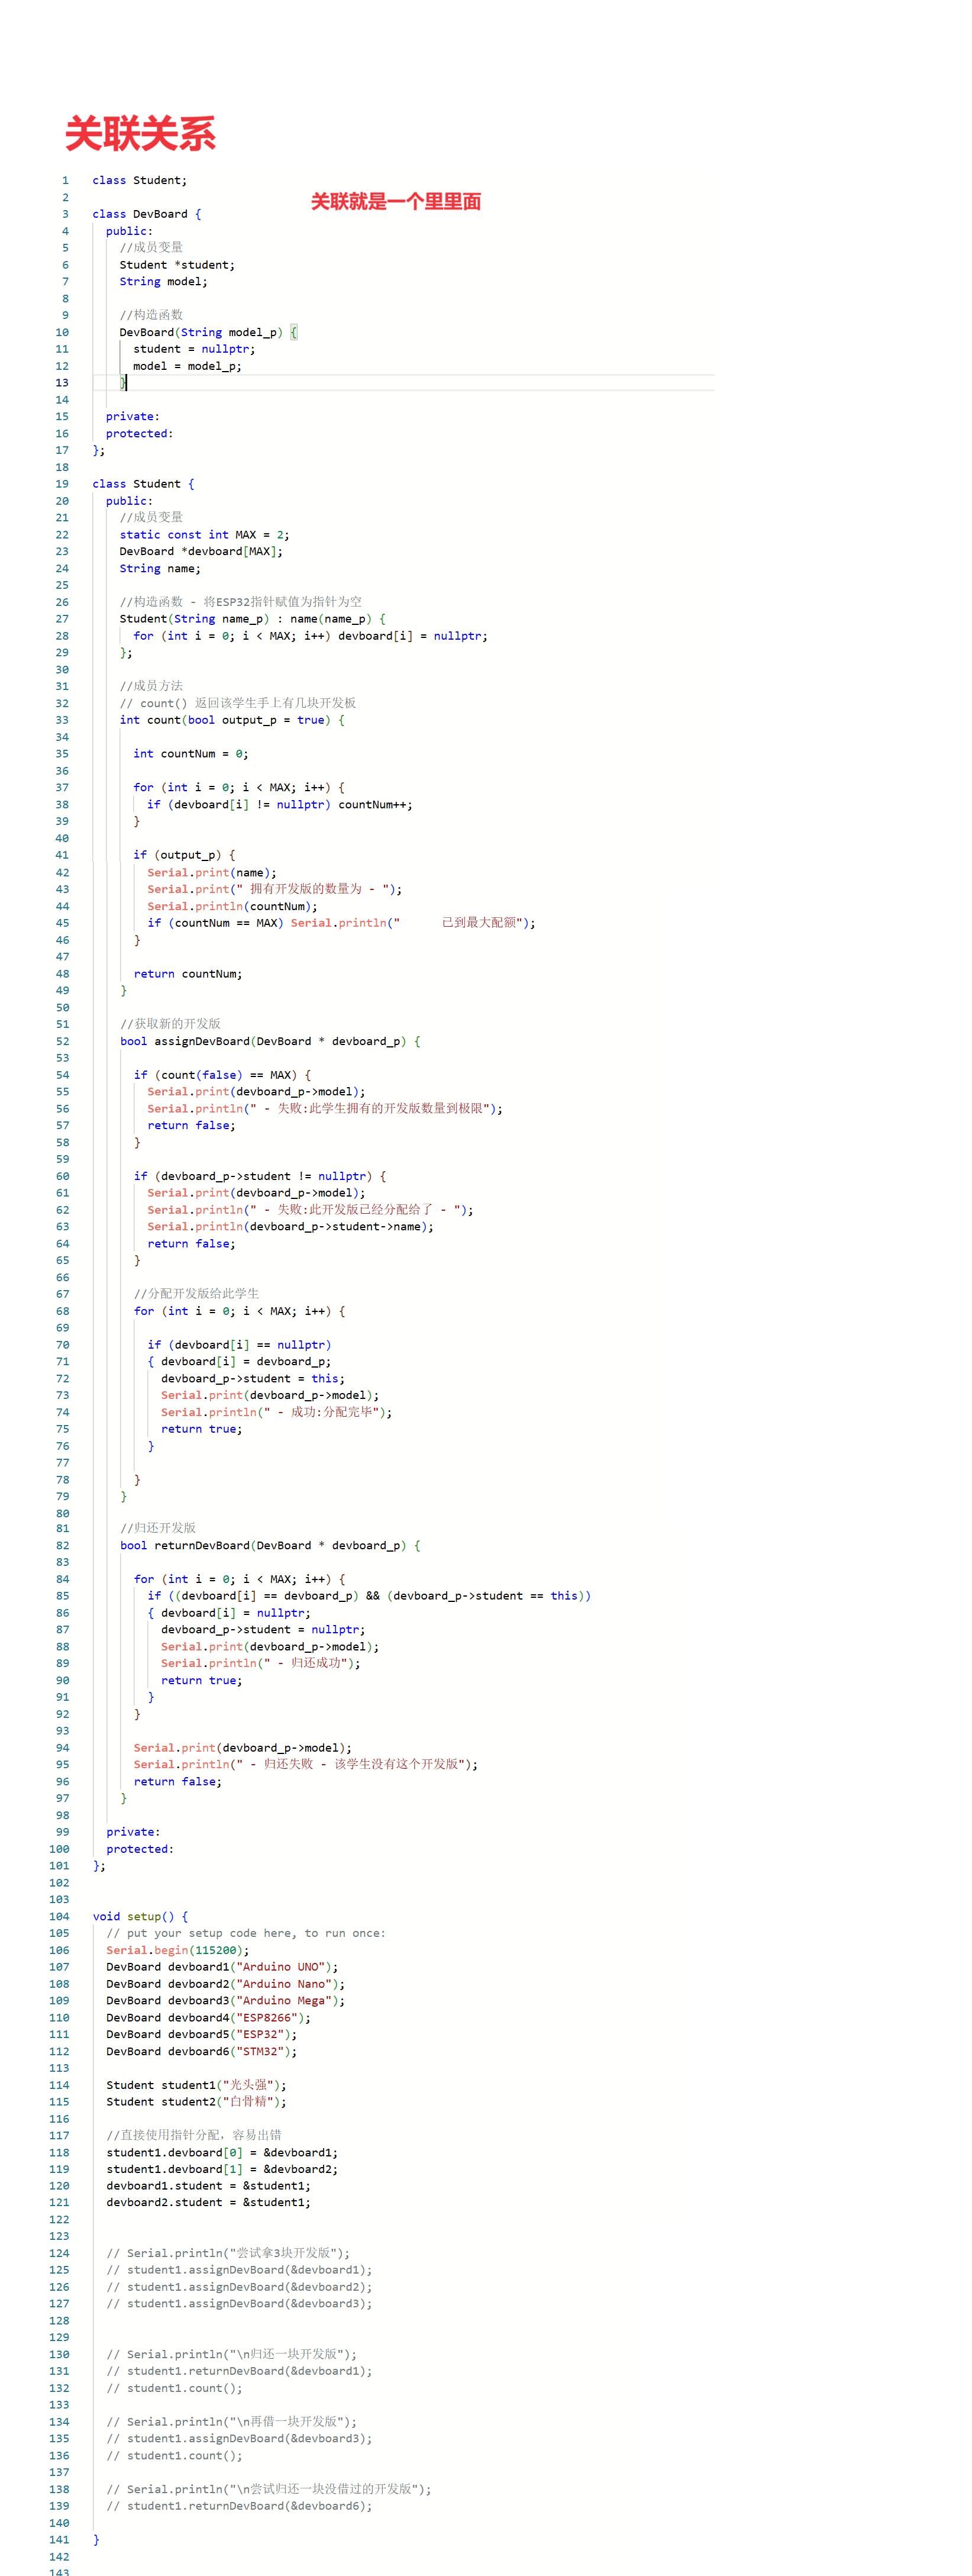 关联关系
1 class Student;
2
关联就是一个里里面
3 class DevBoard {
4 public:
5 //成员变量
6 Student *student;
7 String model;
8
9 //构造函数
10 DevBoard(String model_p) {
11 student = nullptr;
12 model = model_p;
13 }
14
15 private:
16 protected:
17 };
18
19 class Student {
20 public:
21 //成员变量
22 static const int MAX = 2;
23 DevBoard *devboard[MAX];
24 String name;
25
26 //构造函数 - 将ESP32指针赋值为指针为空
27 Student(String name_p) : name(name_p) {
28 for (int i = 0; i < MAX; i++) devboard[i] = nullptr;
29 };
30
31 //成员方法
32 // count() 返回该学生手上有几块开发板
33 int count(bool output_p = true) {
34
35 int countNum = 0;
36
37 for (int i = 0; i < MAX; i++) {
38 if (devboard[i] != nullptr) countNum++;
39 }
40
41 if (output_p) {
42 Serial.print(name);
43 Serial.print(" 拥有开发版的数量为 - ");
44 Serial.println(countNum);
45 if (countNum == MAX) Serial.println("      已到最大配额");
46 }
47
48 return countNum;
49 }
50
51 //获取新的开发版
52 bool assignDevBoard(DevBoard * devboard_p) {
53
54 if (count(false) == MAX) {
55 Serial.print(devboard_p->model);
56 Serial.println(" - 失败:此学生拥有的开发版数量到极限");
57 return false;
58 }
59
60 if (devboard_p->student != nullptr) {
61 Serial.print(devboard_p->model);
62 Serial.println(" - 失败:此开发版已经分配给了 - ");
63 Serial.println(devboard_p->student->name);
64 return false;
65 }
66
67 //分配开发版给此学生
68 for (int i = 0; i < MAX; i++) {
69
70 if (devboard[i] == nullptr)
71 { devboard[i] = devboard_p;
72 devboard_p->student = this;
73 Serial.print(devboard_p->model);
74 Serial.println(" - 成功:分配完毕");
75 return true;
76 }
77
78 }
79 }
80
81 //归还开发版
82 bool returnDevBoard(DevBoard * devboard_p) {
83
84 for (int i = 0; i < MAX; i++) {
85 if ((devboard[i] == devboard_p) && (devboard_p->student == this))
86 { devboard[i] = nullptr;
87 devboard_p->student = nullptr;
88 Serial.print(devboard_p->model);
89 Serial.println(" - 归还成功");
90 return true;
91 }
92 }
93
94 Serial.print(devboard_p->model);
95 Serial.println(" - 归还失败 - 该学生没有这个开发版");
96 return false;
97 }
98
99 private:
100 protected:
101 };
102
103
104 void setup() {
105 // put your setup code here, to run once:
106 Serial.begin(115200);
107 DevBoard devboard1("Arduino UNO");
108 DevBoard devboard2("Arduino Nano");
109 DevBoard devboard3("Arduino Mega");
110 DevBoard devboard4("ESP8266");
111 DevBoard devboard5("ESP32");
112 DevBoard devboard6("STM32");
113
114 Student student1("光头强");
115 Student student2("白骨精");
116
117 //直接使用指针分配，容易出错
118 student1.devboard[0] = &devboard1;
119 student1.devboard[1] = &devboard2;
120 devboard1.student = &student1;
121 devboard2.student = &student1;
122
123
124 // Serial.println("尝试拿3块开发版");
125 // student1.assignDevBoard(&devboard1);
126 // student1.assignDevBoard(&devboard2);
127 // student1.assignDevBoard(&devboard3);
128
129
130 // Serial.println("\n归还一块开发版");
131 // student1.returnDevBoard(&devboard1);
132 // student1.count();
133
134 // Serial.println("\n再借一块开发版");
135 // student1.assignDevBoard(&devboard3);
136 // student1.count();
137
138 // Serial.println("\n尝试归还一块没借过的开发版");
139 // student1.returnDevBoard(&devboard6);
140
141 }
142
143